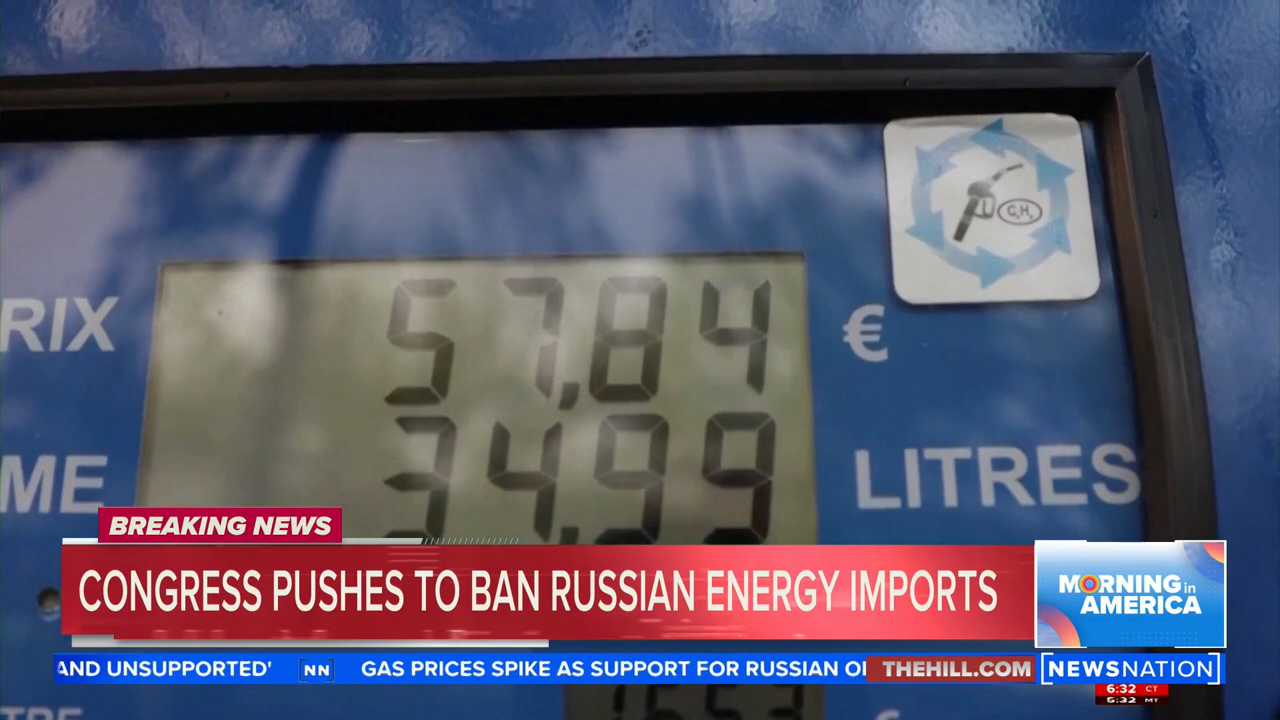 RIX
57,84
€
C₂H₅
ME
34,99
LITRES
BREAKING NEWS
CONGRESS PUSHES TO BAN RUSSIAN ENERGY IMPORTS
MORNING in
AMERICA
AND UNSUPPORTED' NN GAS PRICES SPIKE AS SUPPORT FOR RUSSIAN OI
THEHILL.COM
NEWSNATION
6:32 CT
5:32 MT